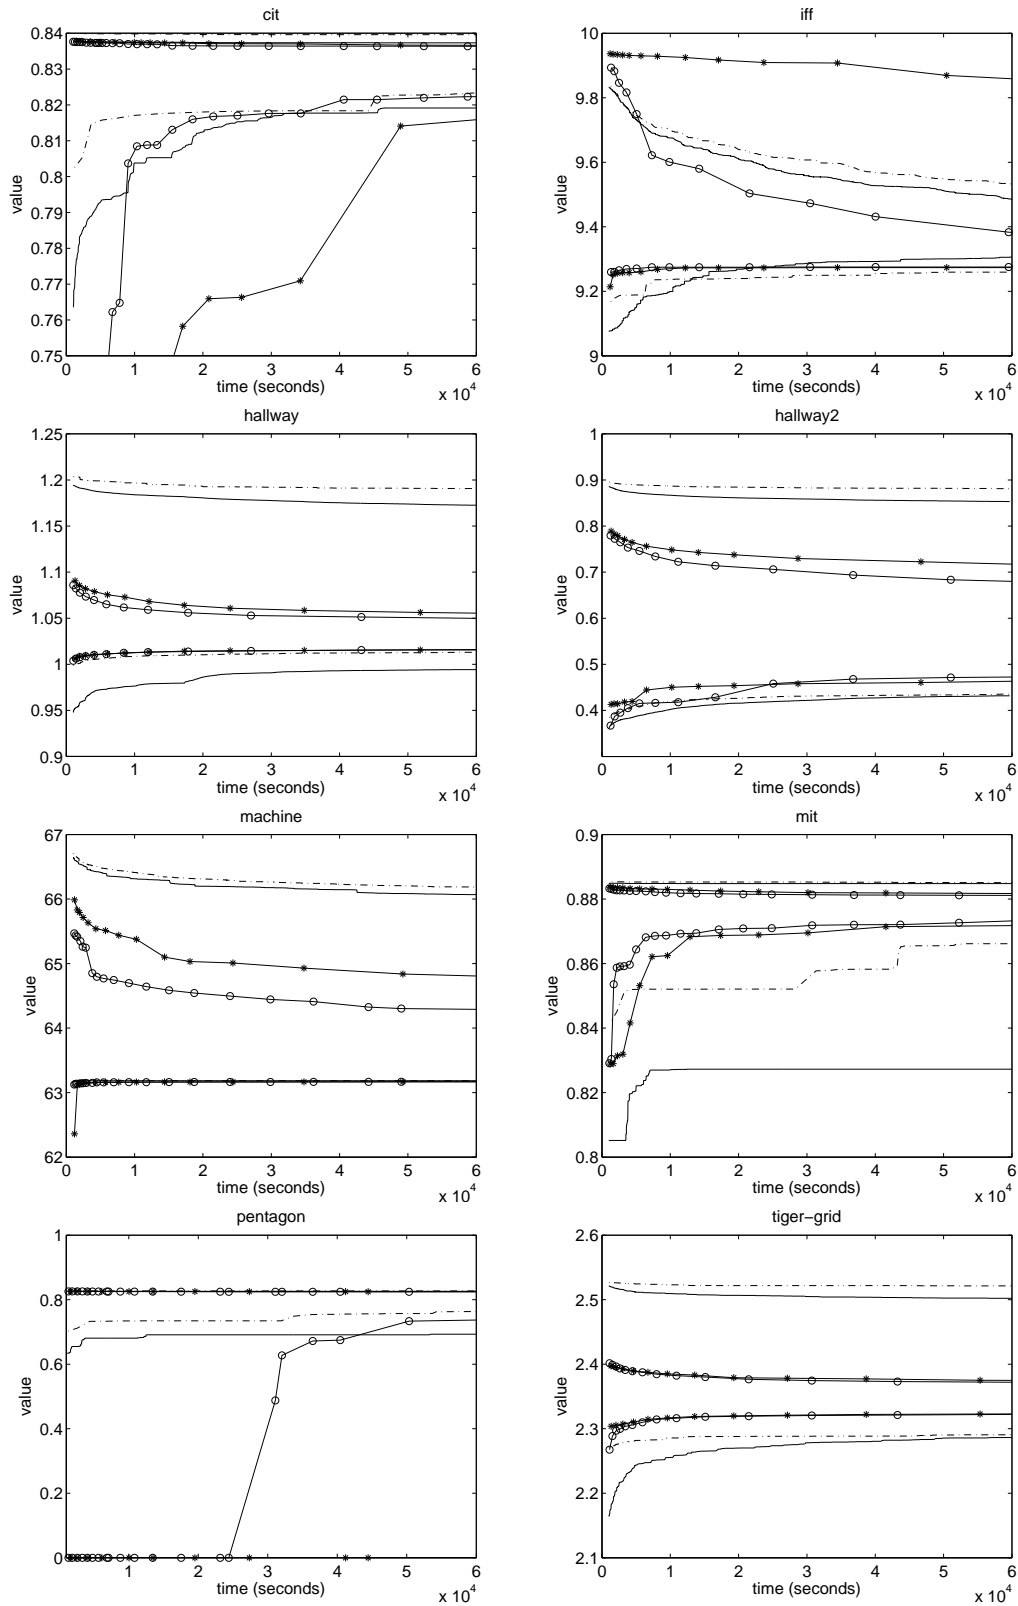 cit
0.84
0.83
0.82
0.81
0.8
0.79
0.78
0.77
0.76
0.75
value
0 1 2 3 4 5 6
time (seconds)
x 10^4
iff
10
9.8
9.6
9.4
9.2
9
value
0 1 2 3 4 5 6
time (seconds)
x 10^4
hallway
1.25
1.2
1.15
1.1
1.05
1
0.95
0.9
value
0 1 2 3 4 5 6
time (seconds)
x 10^4
hallway2
1
0.9
0.8
0.7
0.6
0.5
0.4
value
0 1 2 3 4 5 6
time (seconds)
x 10^4
machine
67
66
65
64
63
62
value
0 1 2 3 4 5 6
time (seconds)
x 10^4
mit
0.9
0.88
0.86
0.84
0.82
0.8
value
0 1 2 3 4 5 6
time (seconds)
x 10^4
pentagon
1
0.8
0.6
0.4
0.2
0
value
0 1 2 3 4 5 6
time (seconds)
x 10^4
tiger−grid
2.6
2.5
2.4
2.3
2.2
2.1
value
0 1 2 3 4 5 6
time (seconds)
x 10^4